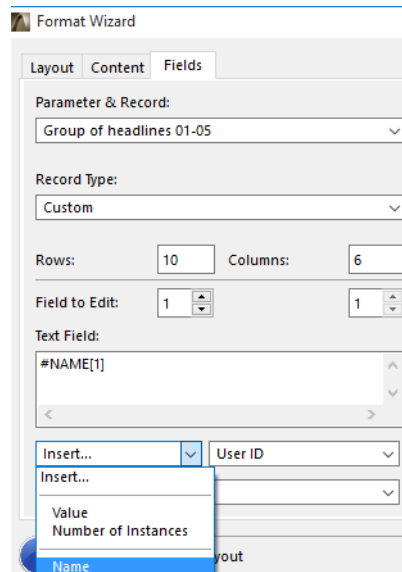 Format Wizard
Layout Content Fields
Parameter & Record:
Group of headlines 01-05
Record Type:
Custom
Rows: 10 Columns: 6
Field to Edit: 1 1
Text Field:
#NAME[1]
Insert... User ID
Insert...
Value
Number of Instances
yout
Name